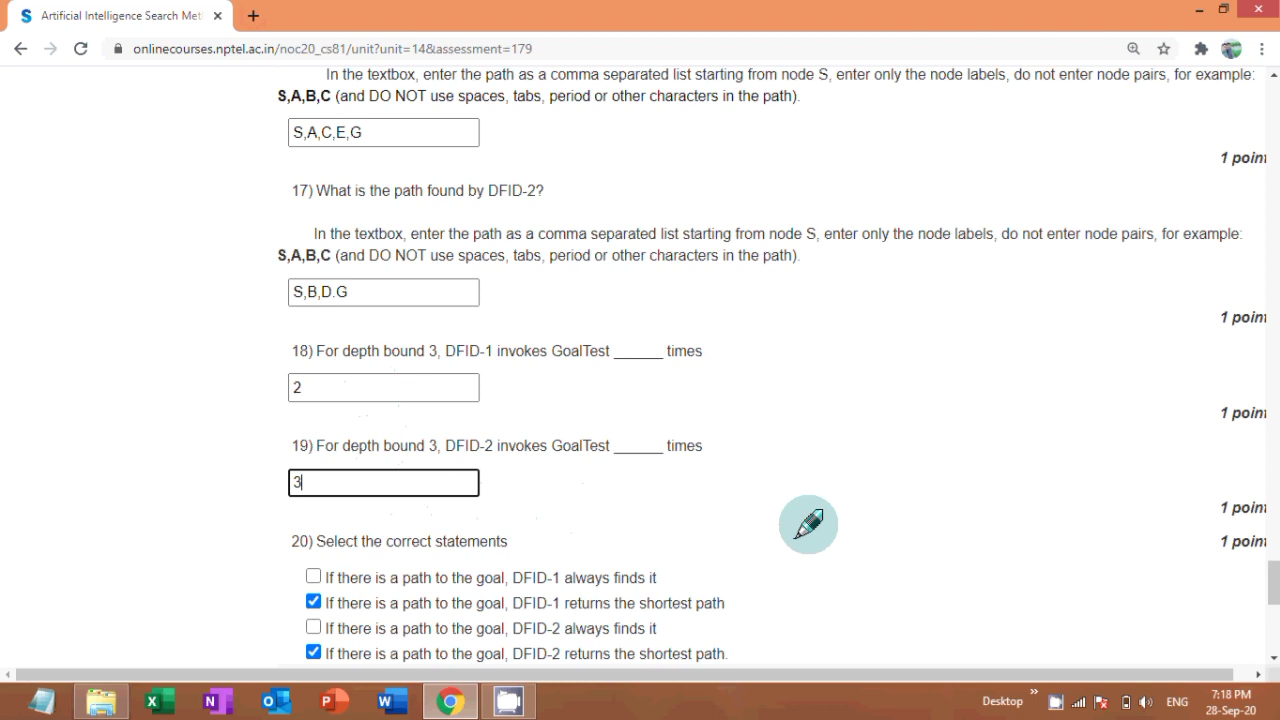 Artificial Intelligence Search Met
onlinecourses.nptel.ac.in/noc20_cs81/unit?unit=14&assessment=179
In the textbox, enter the path as a comma separated list starting from node S, enter only the node labels, do not enter node pairs, for example:
S,A,B,C (and DO NOT use spaces, tabs, period or other characters in the path).
S,A,C,E,G
1 point
17) What is the path found by DFID-2?
In the textbox, enter the path as a comma separated list starting from node S, enter only the node labels, do not enter node pairs, for example:
S,A,B,C (and DO NOT use spaces, tabs, period or other characters in the path).
S,B,D.G
1 point
18) For depth bound 3, DFID-1 invokes GoalTest ______ times
2
1 point
19) For depth bound 3, DFID-2 invokes GoalTest ______ times
3
1 point
20) Select the correct statements
1 point
If there is a path to the goal, DFID-1 always finds it
If there is a path to the goal, DFID-1 returns the shortest path
If there is a path to the goal, DFID-2 always finds it
If there is a path to the goal, DFID-2 returns the shortest path.
Desktop
ENG
7:18 PM
28-Sep-20